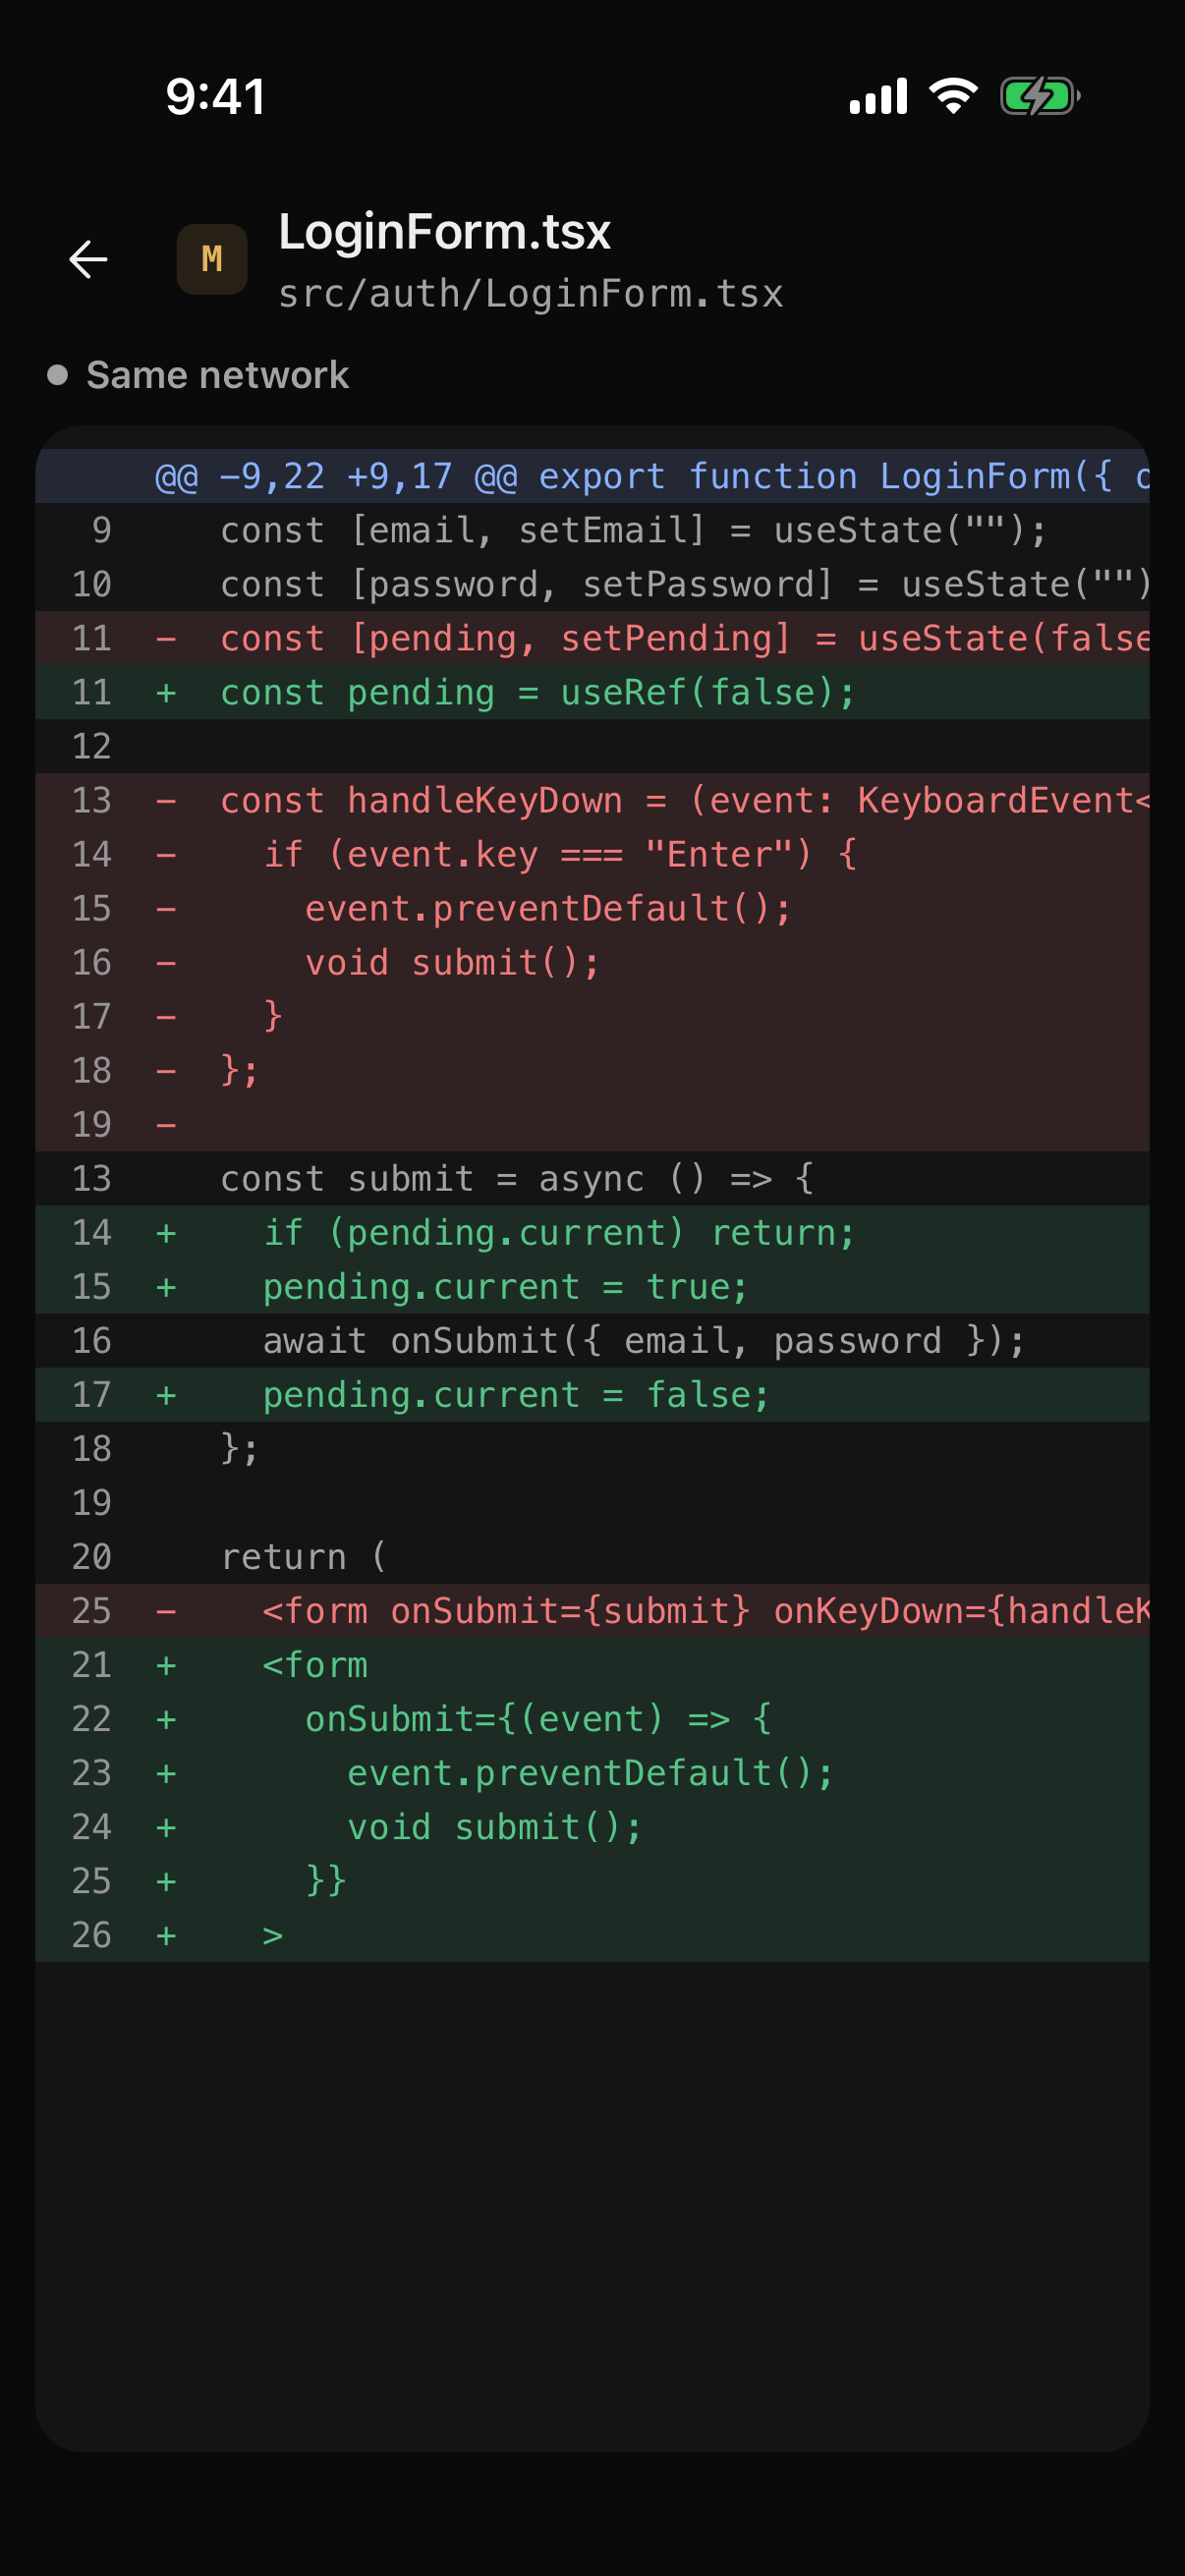 9:41
M
LoginForm.tsx
src/auth/LoginForm.tsx
Same network
@@ -9,22 +9,17 @@ export function LoginForm({ o
9 const [email, setEmail] = useState("");
10 const [password, setPassword] = useState("")
11 - const [pending, setPending] = useState(false
11 + const pending = useRef(false);
12
13 - const handleKeyDown = (event: KeyboardEvent<
14 - if (event.key === "Enter") {
15 - event.preventDefault();
16 - void submit();
17 - }
18 - };
19 -
13 const submit = async () => {
14 + if (pending.current) return;
15 + pending.current = true;
16 await onSubmit({ email, password });
17 + pending.current = false;
18 };
19
20 return (
25 - <form onSubmit={submit} onKeyDown={handleK
21 + <form
22 + onSubmit={(event) => {
23 + event.preventDefault();
24 + void submit();
25 + }}
26 + >